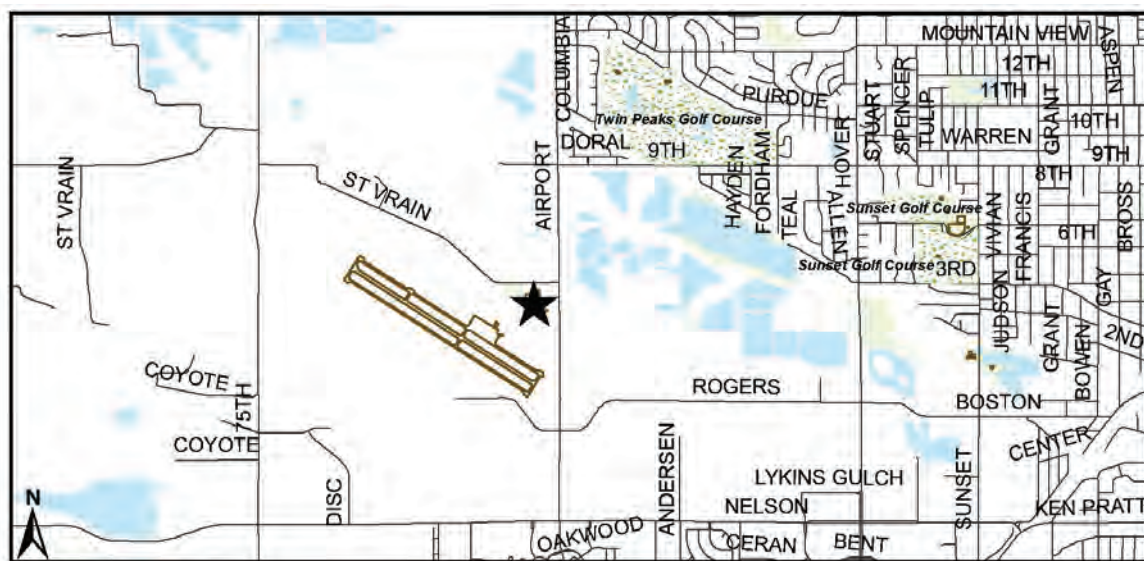 MOUNTAIN VIEW
ASPEN
COLUMBIA
12TH
11TH
PURDUE
STUART
SPENCER
TULIP
GRANT
10TH
Twin Peaks Golf Course
WARREN
DORAL
9TH
9TH
8TH
ST VRAIN
ST VRAIN
AIRPORT
HAYDEN
FORDHAM
TEAL
ALLEN
HOVER
Sunset Golf Course
VIVIAN
FRANCIS
6TH
BROSS
Sunset Golf Course
3RD
JUDSON
GRANT
BOWEN
GAY
2ND
COYOTE
75TH
ROGERS
BOSTON
COYOTE
CENTER
DISC
ANDERSEN
LYKINS GULCH
SUNSET
N
NELSON
KEN PRATT
OAKWOOD
CERAN
BENT